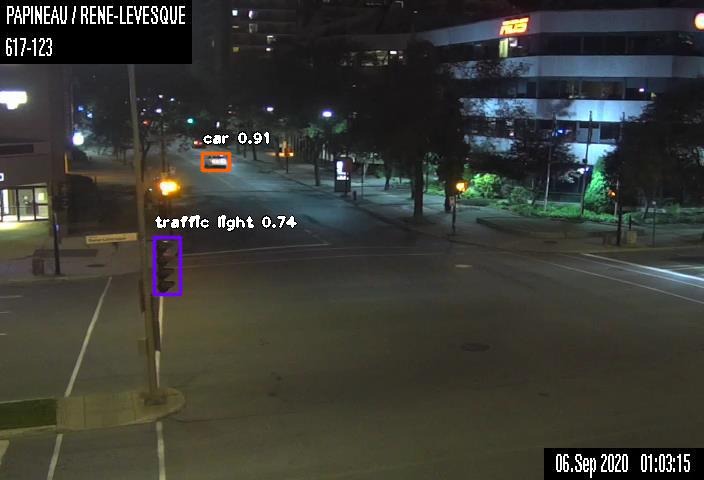 PAPINEAU / RENE-LEVESQUE
617-123
car 0.91
traffic light 0.74
06.Sep 2020 01:03:15